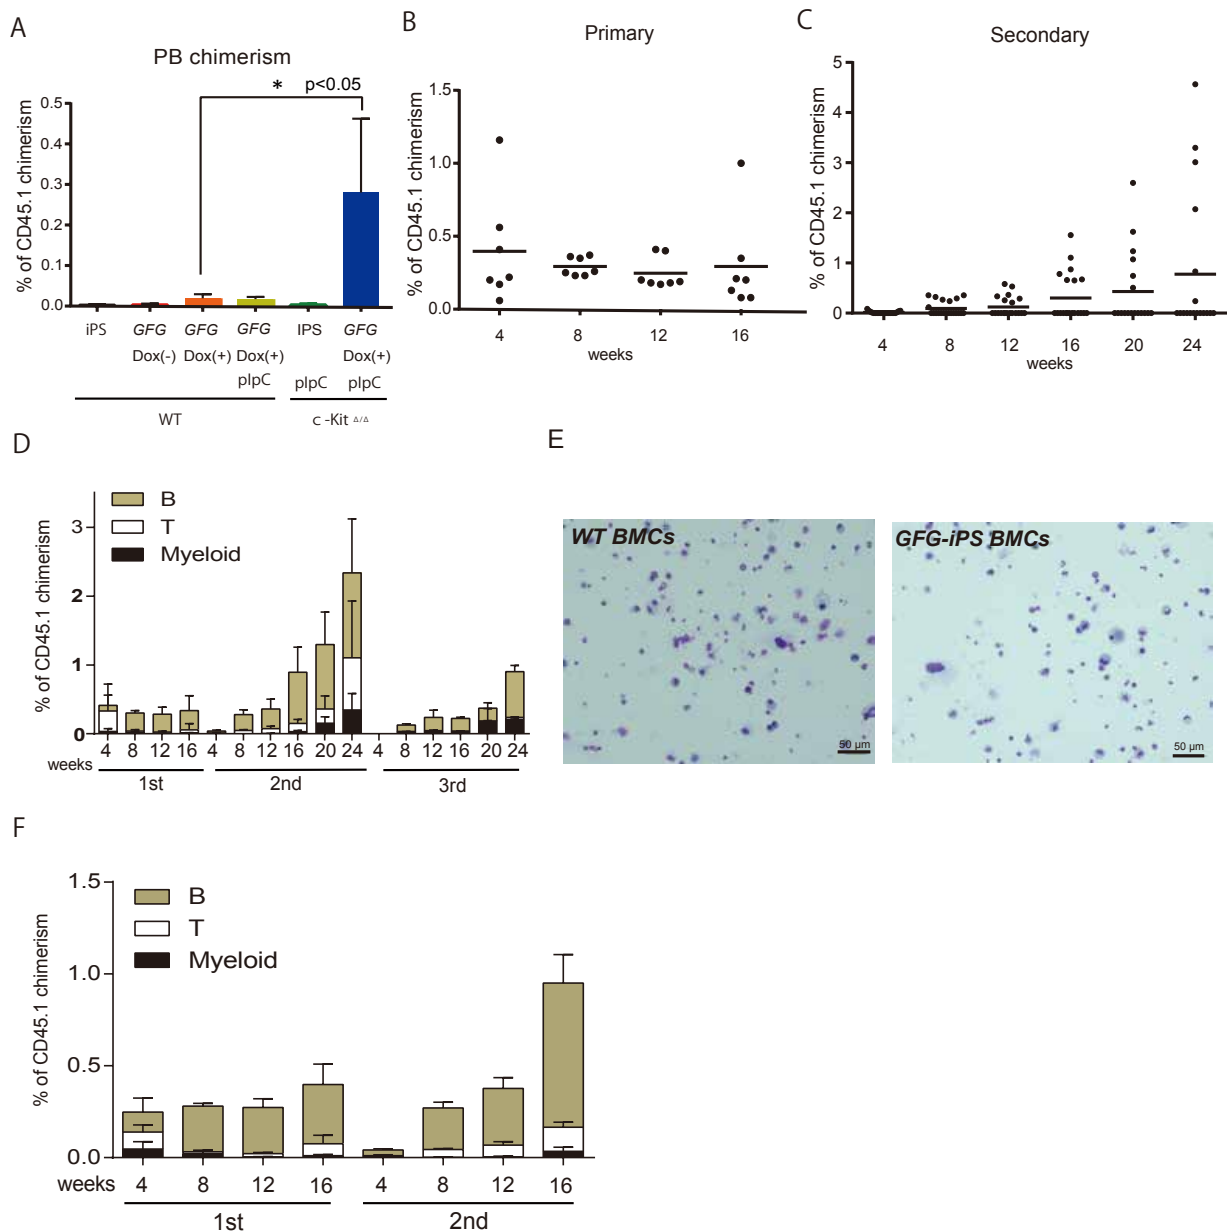 A
PB chimerism
* p<0.05
% of CD45.1 chimerism
0.5
0.4
0.3
0.2
0.1
0.0
iPS GFG GFG GFG IPS GFG
Dox(-) Dox(+) Dox(+) Dox(+)
pIpC pIpC pIpC
WT c-Kit Δ/Δ
B
Primary
% of CD45.1 chimerism
1.5
1.0
0.5
0.0
4 8 12 16
weeks
C
Secondary
% of CD45.1 chimerism
5
4
3
2
1
0
4 8 12 16 20 24
weeks
D
B
T
Myeloid
% of CD45.1 chimerism
3
2
1
0
weeks 4 8 12 16 4 8 12 16 20 24 4 8 12 16 20 24
1st 2nd 3rd
E
WT BMCs
50 µm
GFG-iPS BMCs
50 µm
F
B
T
Myeloid
% of CD45.1 chimerism
1.5
1.0
0.5
0.0
weeks 4 8 12 16 4 8 12 16
1st 2nd